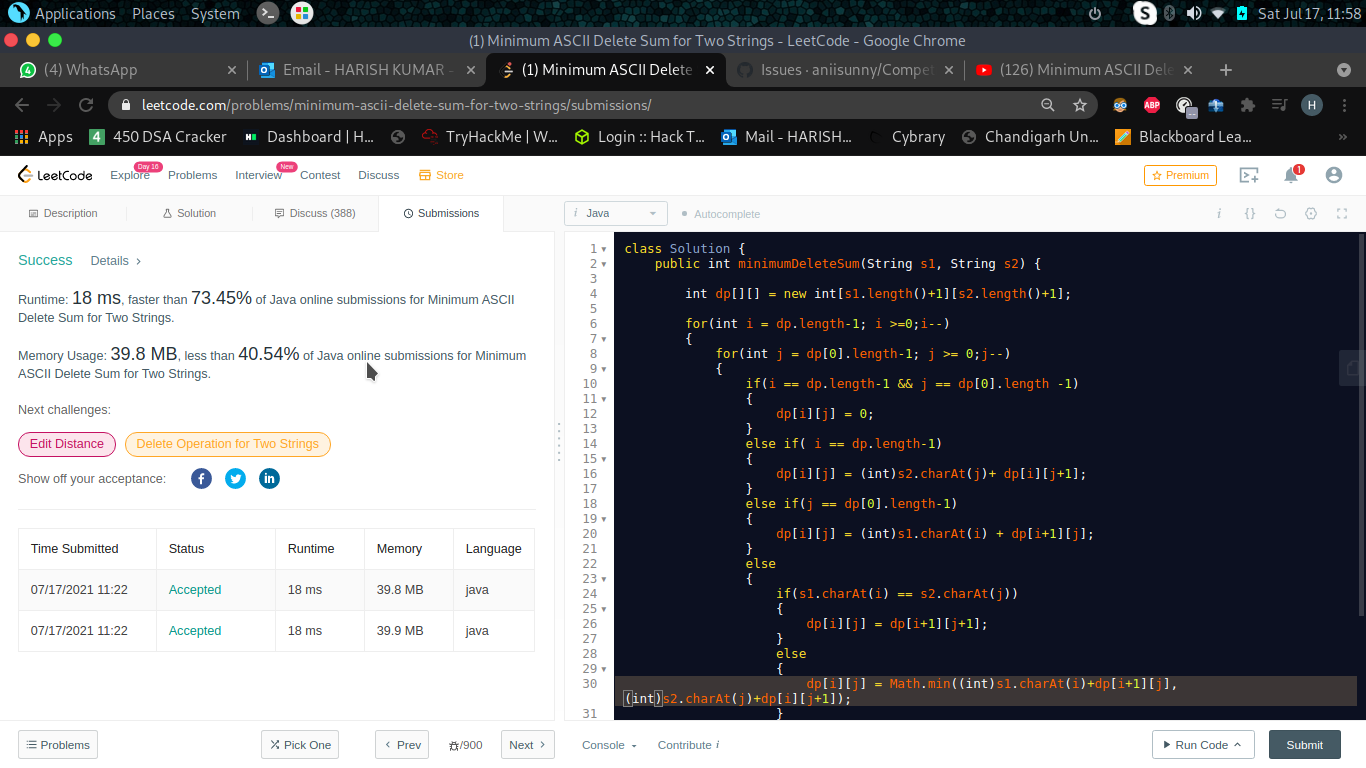 Applications Places System Sat Jul 17, 11:58
(1) Minimum ASCII Delete Sum for Two Strings - LeetCode - Google Chrome
(4) WhatsApp Email - HARISH KUMAR - (1) Minimum ASCII Delete Issues · aniisunny/Compet (126) Minimum ASCII Dele
leetcode.com/problems/minimum-ascii-delete-sum-for-two-strings/submissions/ ABP H
Apps 4 450 DSA Cracker Dashboard | H... TryHackMe | W... Login :: Hack T... Mail - HARISH... Cybrary Chandigarh Un... Blackboard Lea... »
LeetCode Explore Day 16 Problems Interview New Contest Discuss Store Premium 1
Description Solution Discuss (388) Submissions i Java Autocomplete i {}
Success Details >
Runtime: 18 ms, faster than 73.45% of Java online submissions for Minimum ASCII
Delete Sum for Two Strings.
Memory Usage: 39.8 MB, less than 40.54% of Java online submissions for Minimum
ASCII Delete Sum for Two Strings.
Next challenges:
Edit Distance Delete Operation for Two Strings
Show off your acceptance: f in
Time Submitted Status Runtime Memory Language
07/17/2021 11:22 Accepted 18 ms 39.8 MB java
07/17/2021 11:22 Accepted 18 ms 39.9 MB java
1 class Solution {
2 public int minimumDeleteSum(String s1, String s2) {
3
4 int dp[][] = new int[s1.length()+1][s2.length()+1];
5
6 for(int i = dp.length-1; i >=0;i--)
7 {
8 for(int j = dp[0].length-1; j >= 0;j--)
9 {
10 if(i == dp.length-1 && j == dp[0].length -1)
11 {
12 dp[i][j] = 0;
13 }
14 else if( i == dp.length-1)
15 {
16 dp[i][j] = (int)s2.charAt(j)+ dp[i][j+1];
17 }
18 else if(j == dp[0].length-1)
19 {
20 dp[i][j] = (int)s1.charAt(i) + dp[i+1][j];
21 }
22 else
23 {
24 if(s1.charAt(i) == s2.charAt(j))
25 {
26 dp[i][j] = dp[i+1][j+1];
27 }
28 else
29 {
30 dp[i][j] = Math.min((int)s1.charAt(i)+dp[i+1][j],
(int)s2.charAt(j)+dp[i][j+1]);
31 }
Problems Pick One < Prev /900 Next > Console Contribute i Run Code Submit